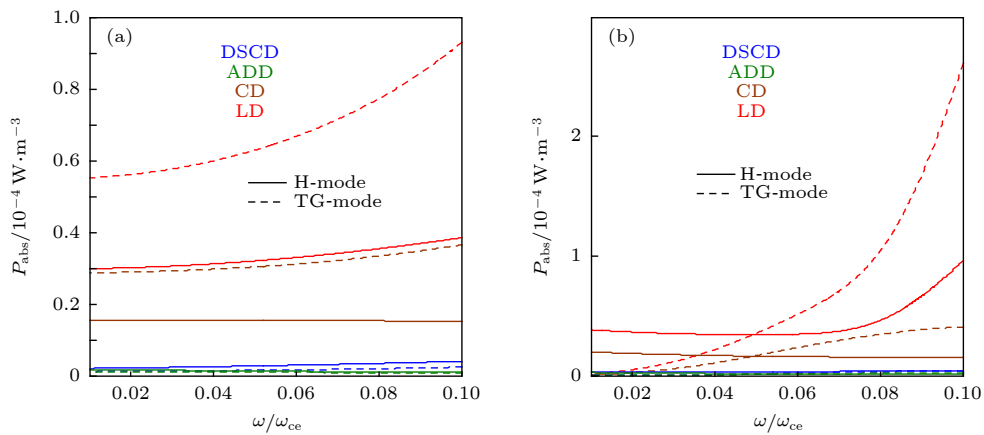 (a)
DSCD
ADD
CD
LD
H-mode
TG-mode
P_abs/10⁻⁴ W·m⁻³
1.0
0.8
0.6
0.4
0.2
0
0.02 0.04 0.06 0.08 0.10
ω/ω_ce
(b)
DSCD
ADD
CD
LD
H-mode
TG-mode
P_abs/10⁻⁴ W·m⁻³
2
1
0
0.02 0.04 0.06 0.08 0.10
ω/ω_ce